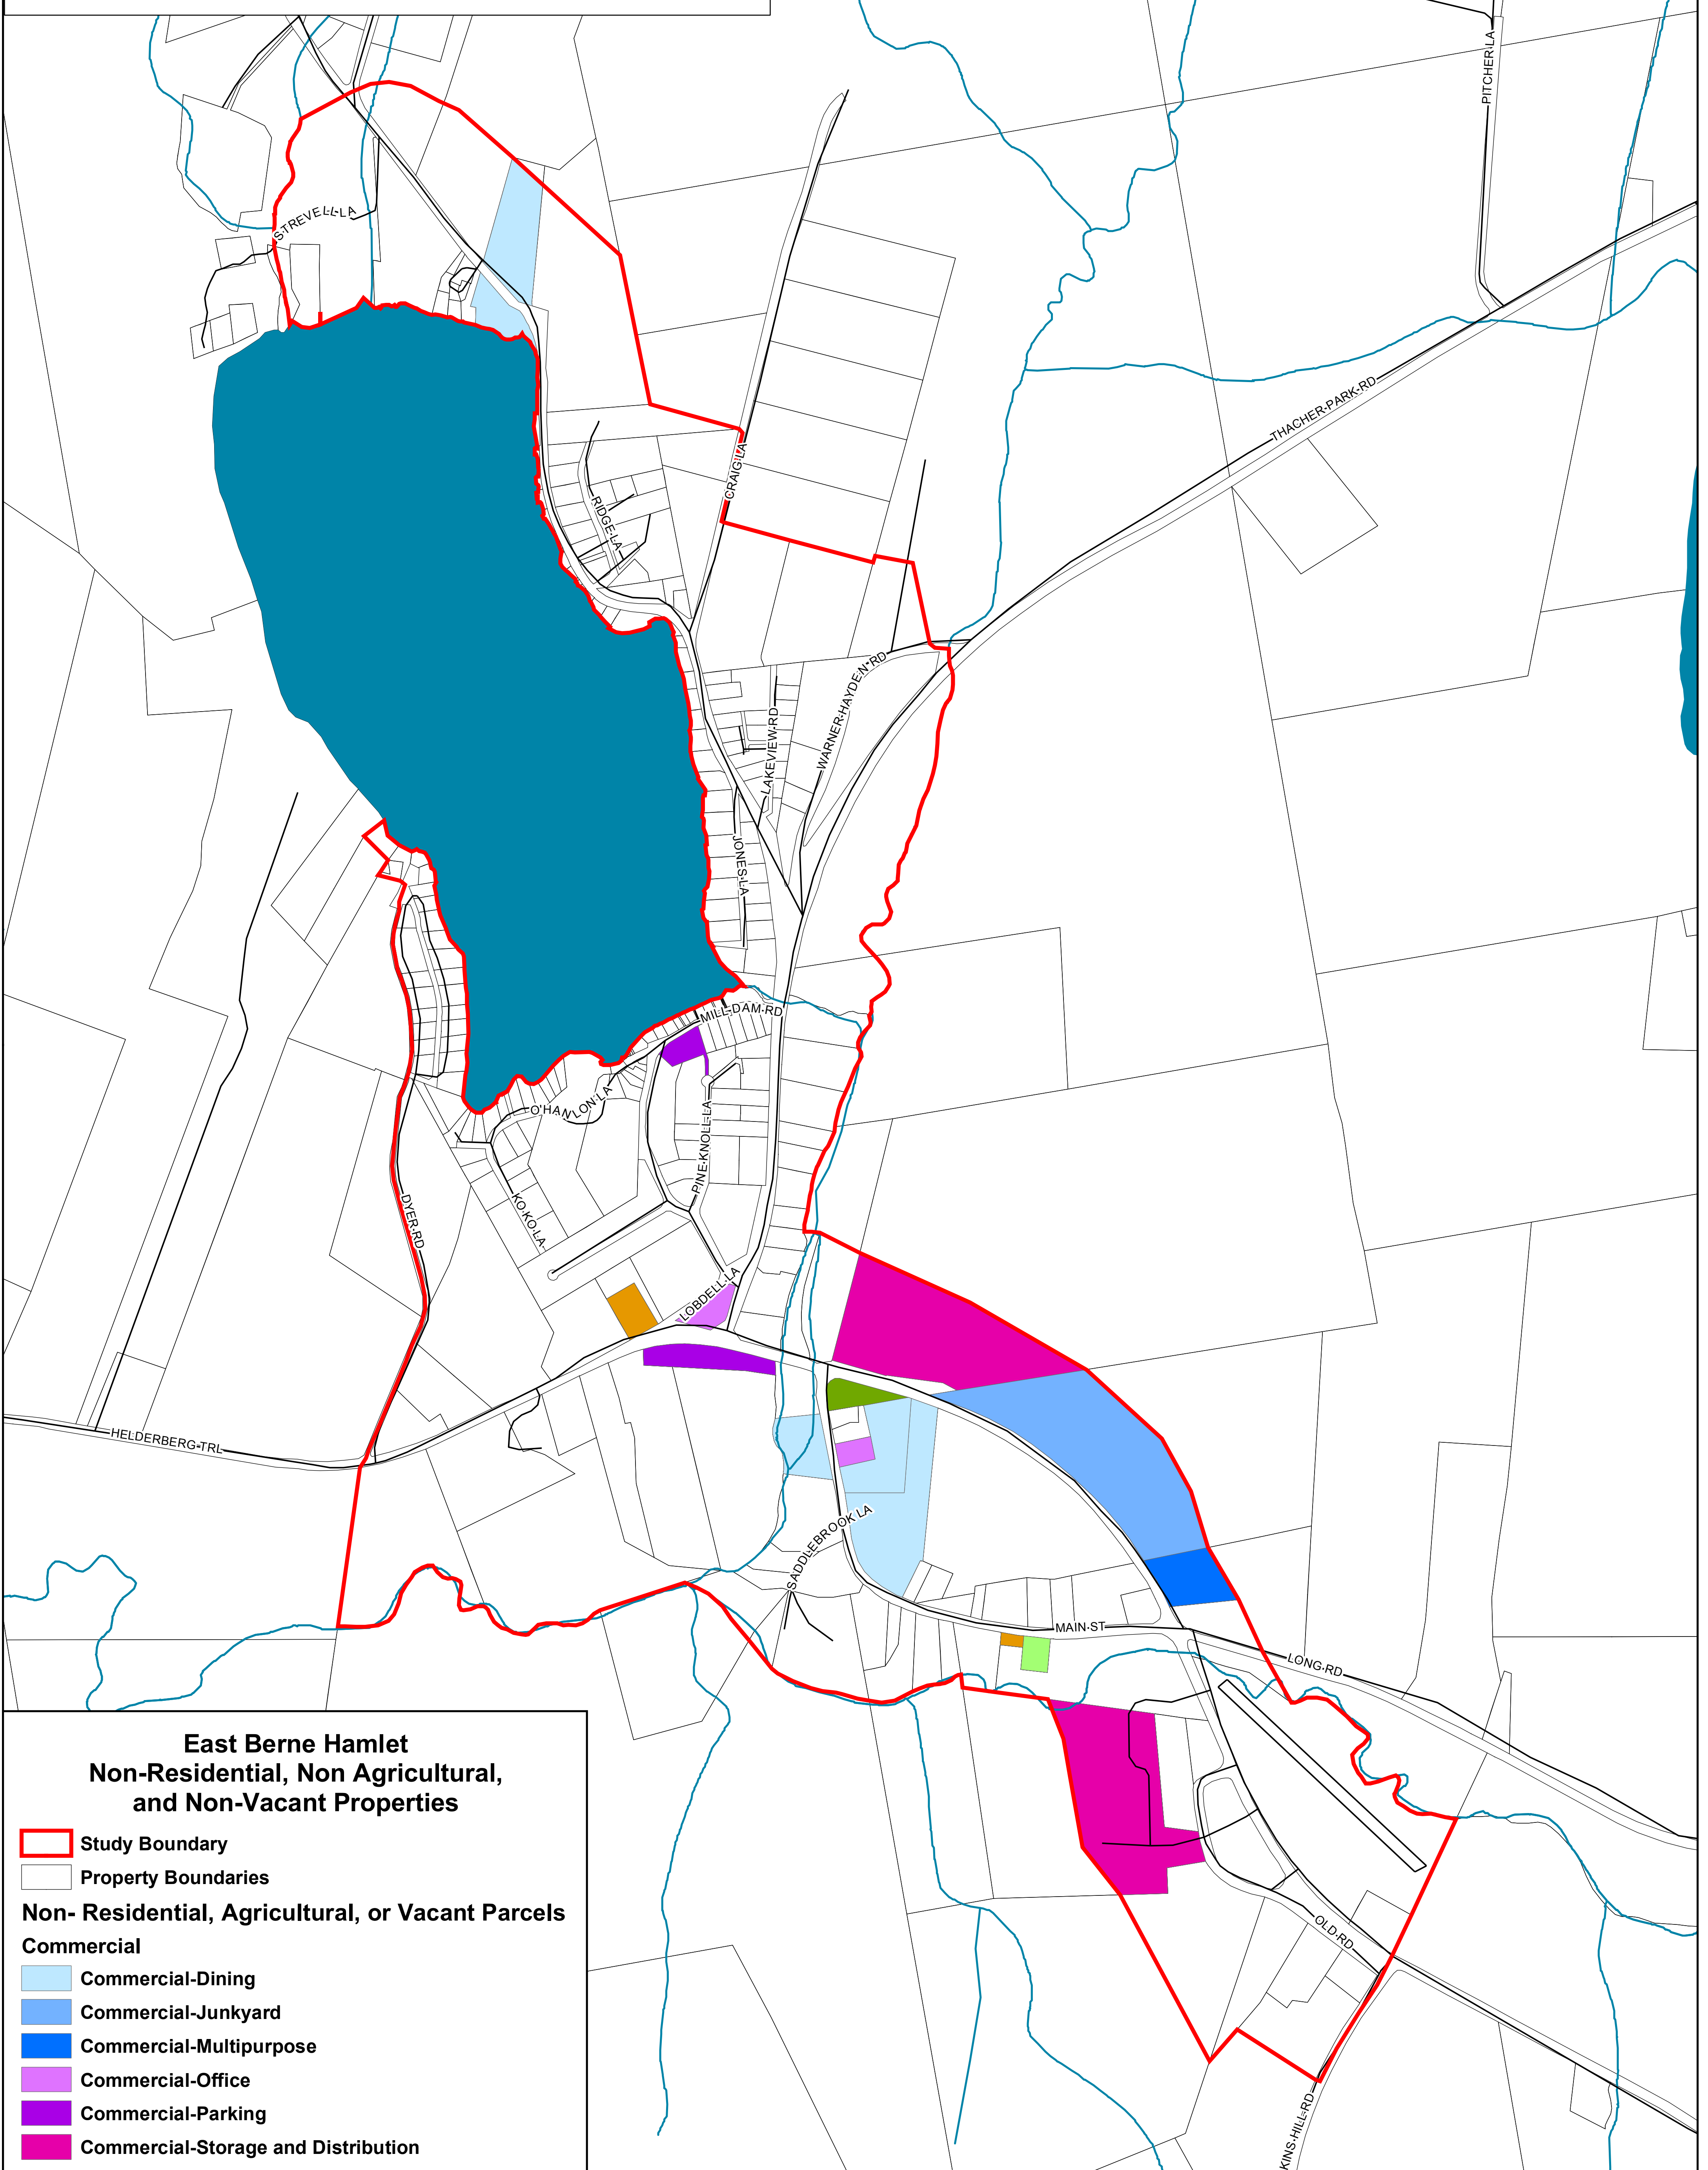 PITCHER LA
STREVELL LA
THACHER PARK RD
CRAIG LA
RIDGE LA
WARNER HAYDEN RD
LAKEVIEW RD
JONES LA
MILL DAM RD
O'HANLON LA
PINE KNOLL LA
KO KO LA
DYER RD
LOBDELL LA
HELDERBERG TRL
SADDLEBROOK LA
MAIN ST
LONG RD
OLD RD
KINS HILL RD
East Berne Hamlet
Non-Residential, Non Agricultural,
and Non-Vacant Properties
Study Boundary
Property Boundaries
Non- Residential, Agricultural, or Vacant Parcels
Commercial
Commercial-Dining
Commercial-Junkyard
Commercial-Multipurpose
Commercial-Office
Commercial-Parking
Commercial-Storage and Distribution